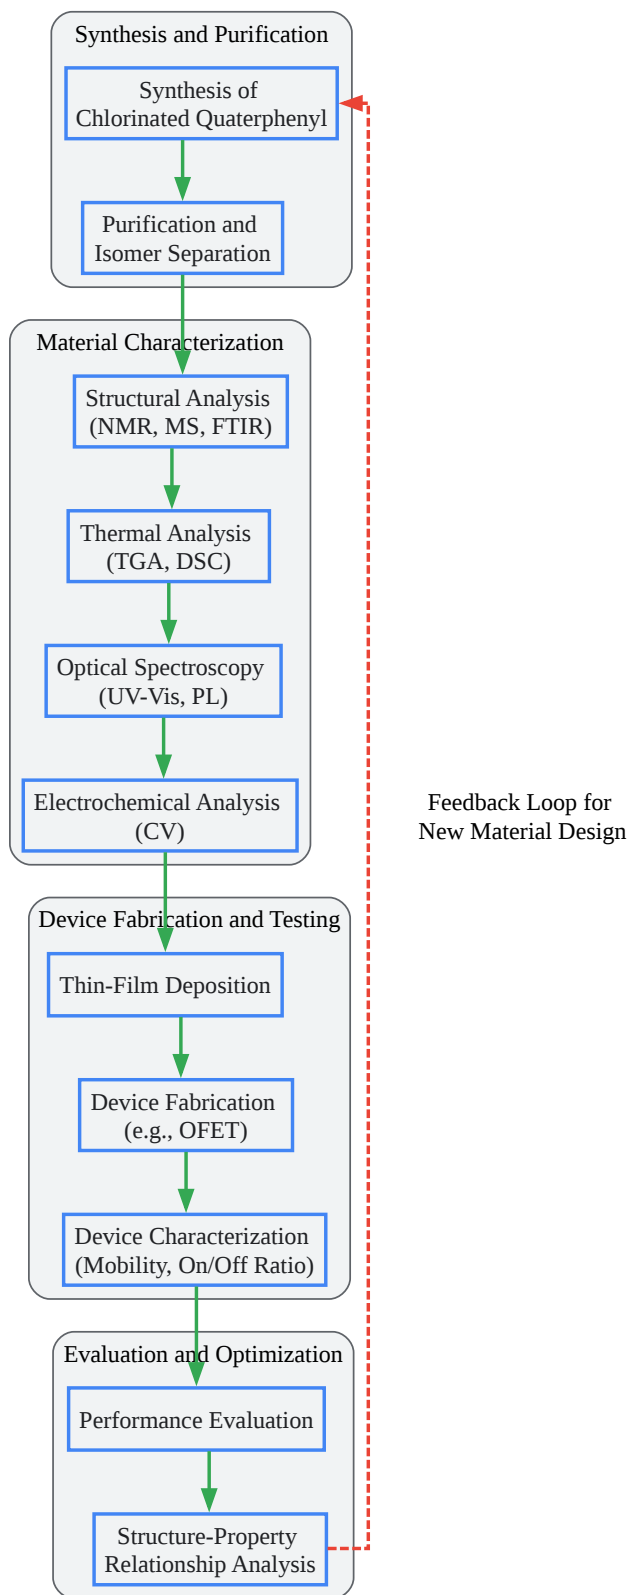 Synthesis and Purification
Synthesis of
Chlorinated Quaterphenyl
Purification and
Isomer Separation
Material Characterization
Structural Analysis
(NMR, MS, FTIR)
Thermal Analysis
(TGA, DSC)
Optical Spectroscopy
(UV-Vis, PL)
Electrochemical Analysis
(CV)
Feedback Loop for
New Material Design
Device Fabrication and Testing
Thin-Film Deposition
Device Fabrication
(e.g., OFET)
Device Characterization
(Mobility, On/Off Ratio)
Evaluation and Optimization
Performance Evaluation
Structure-Property
Relationship Analysis